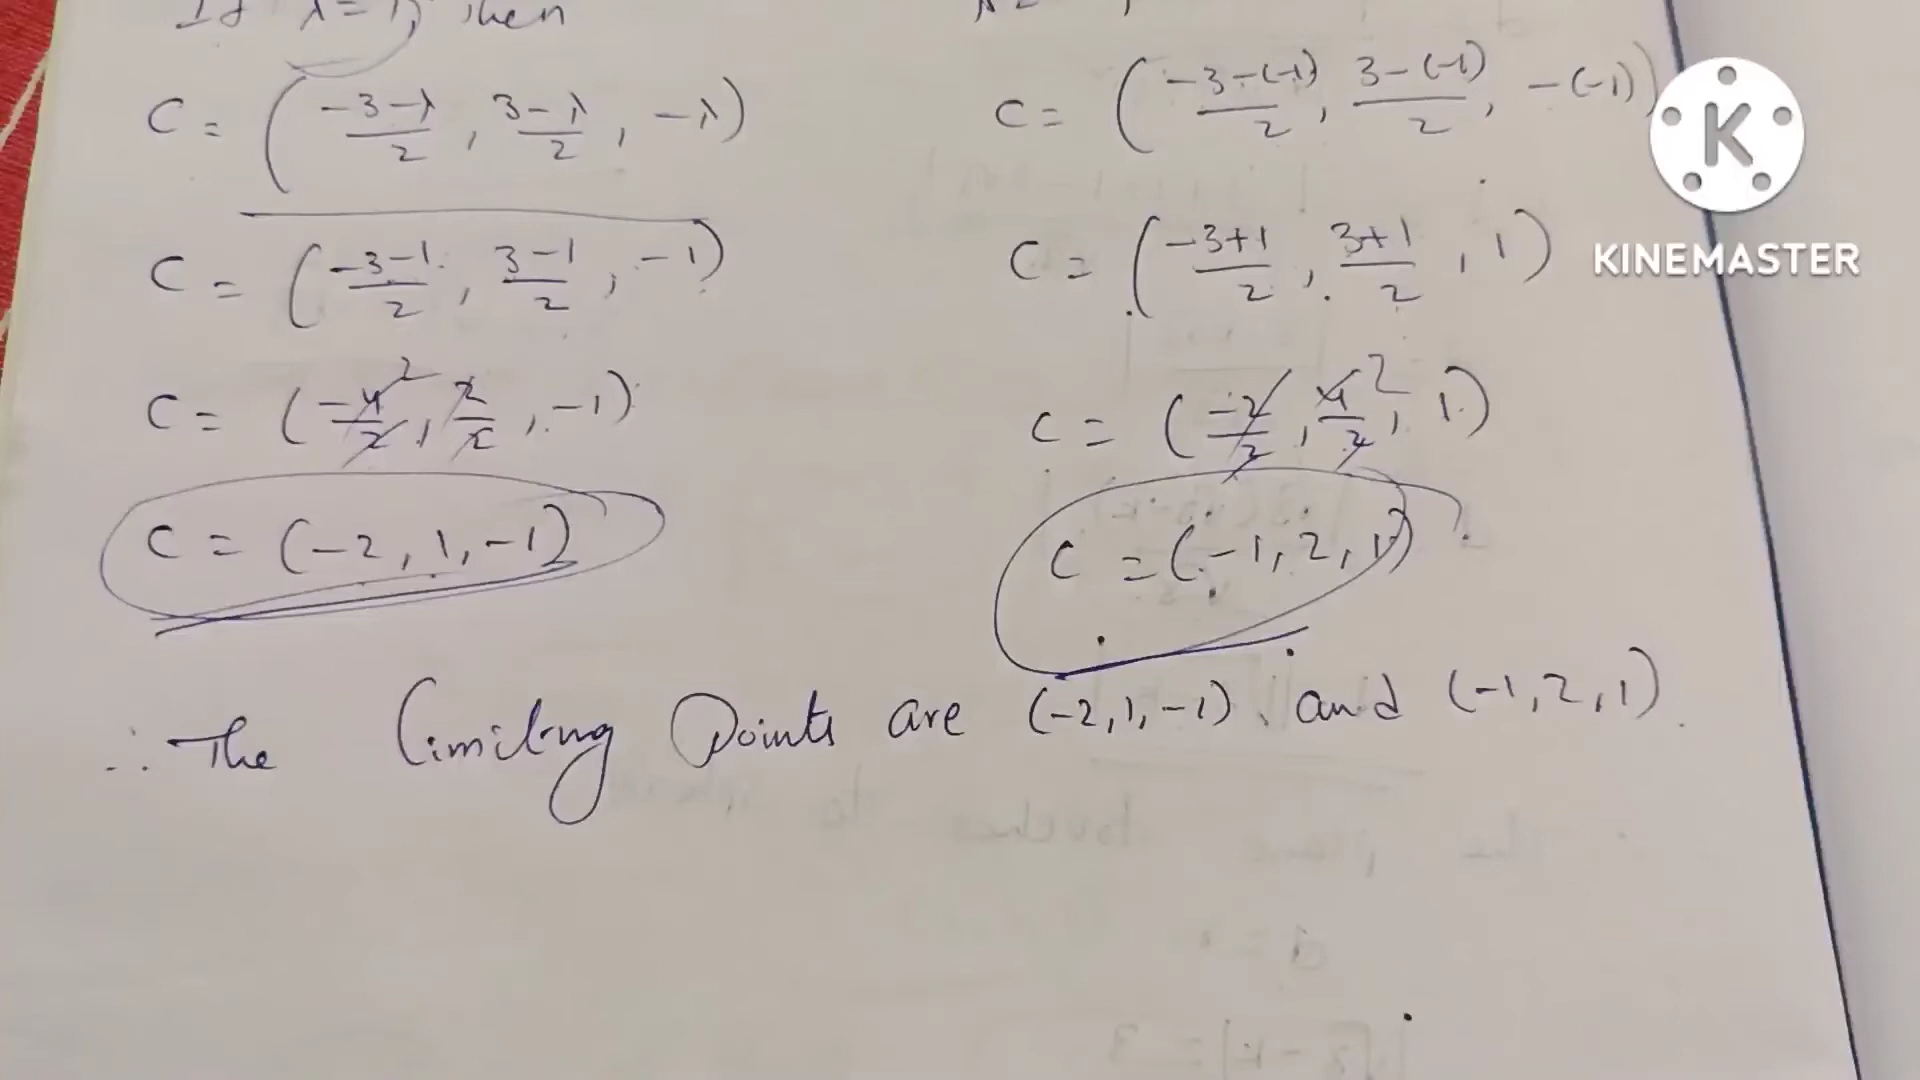 If λ=1, then
C = (-3-λ/2, 3-λ/2, -λ)
C = (-3-1/2, 3-1/2, -1)
C = (-4/2, 2/2, -1)
C = (-2, 1, -1)
C = (-3-(-1)/2, 3-(-1)/2, -(-1))
C = (-3+1/2, 3+1/2, 1)
C = (-2/2, 4/2, 1)
C = (-1, 2, 1)
∴ The limiting Points are (-2,1,-1) and (-1,2,1)
K
KINEMASTER